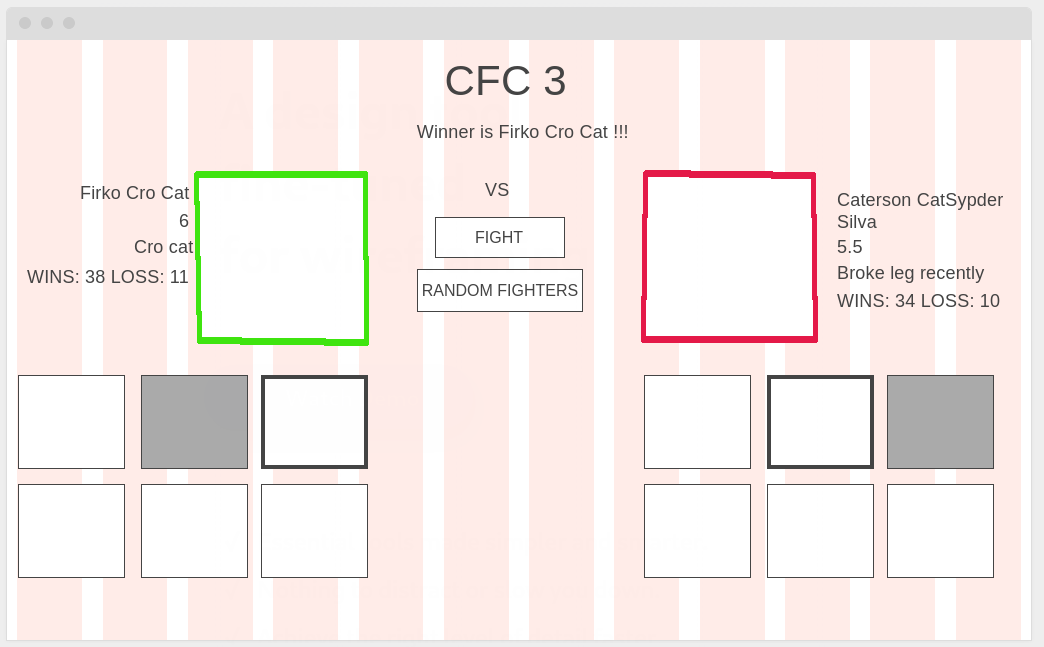 CFC 3
Winner is Firko Cro Cat !!!
Firko Cro Cat
6
Cro cat
WINS: 38 LOSS: 11
VS
FIGHT
RANDOM FIGHTERS
Caterson CatSypder
Silva
5.5
Broke leg recently
WINS: 34 LOSS: 10